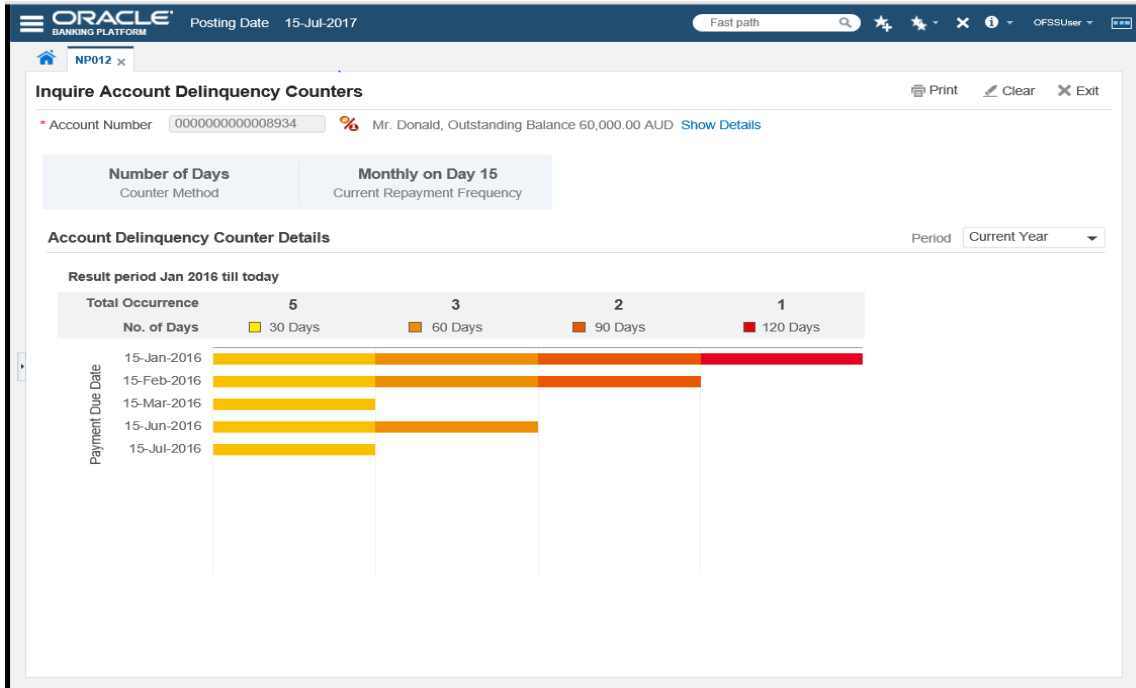 ORACLE
BANKING PLATFORM
Posting Date 15-Jul-2017
Fast path
OFSSUser
NP012
Inquire Account Delinquency Counters
Print Clear Exit
* Account Number 0000000000008934 Mr. Donald, Outstanding Balance 60,000.00 AUD Show Details
Number of Days Monthly on Day 15
Counter Method Current Repayment Frequency
Account Delinquency Counter Details
Period Current Year
Result period Jan 2016 till today
Total Occurrence 5 3 2 1
No. of Days 30 Days 60 Days 90 Days 120 Days
Payment Due Date
15-Jan-2016
15-Feb-2016
15-Mar-2016
15-Jun-2016
15-Jul-2016